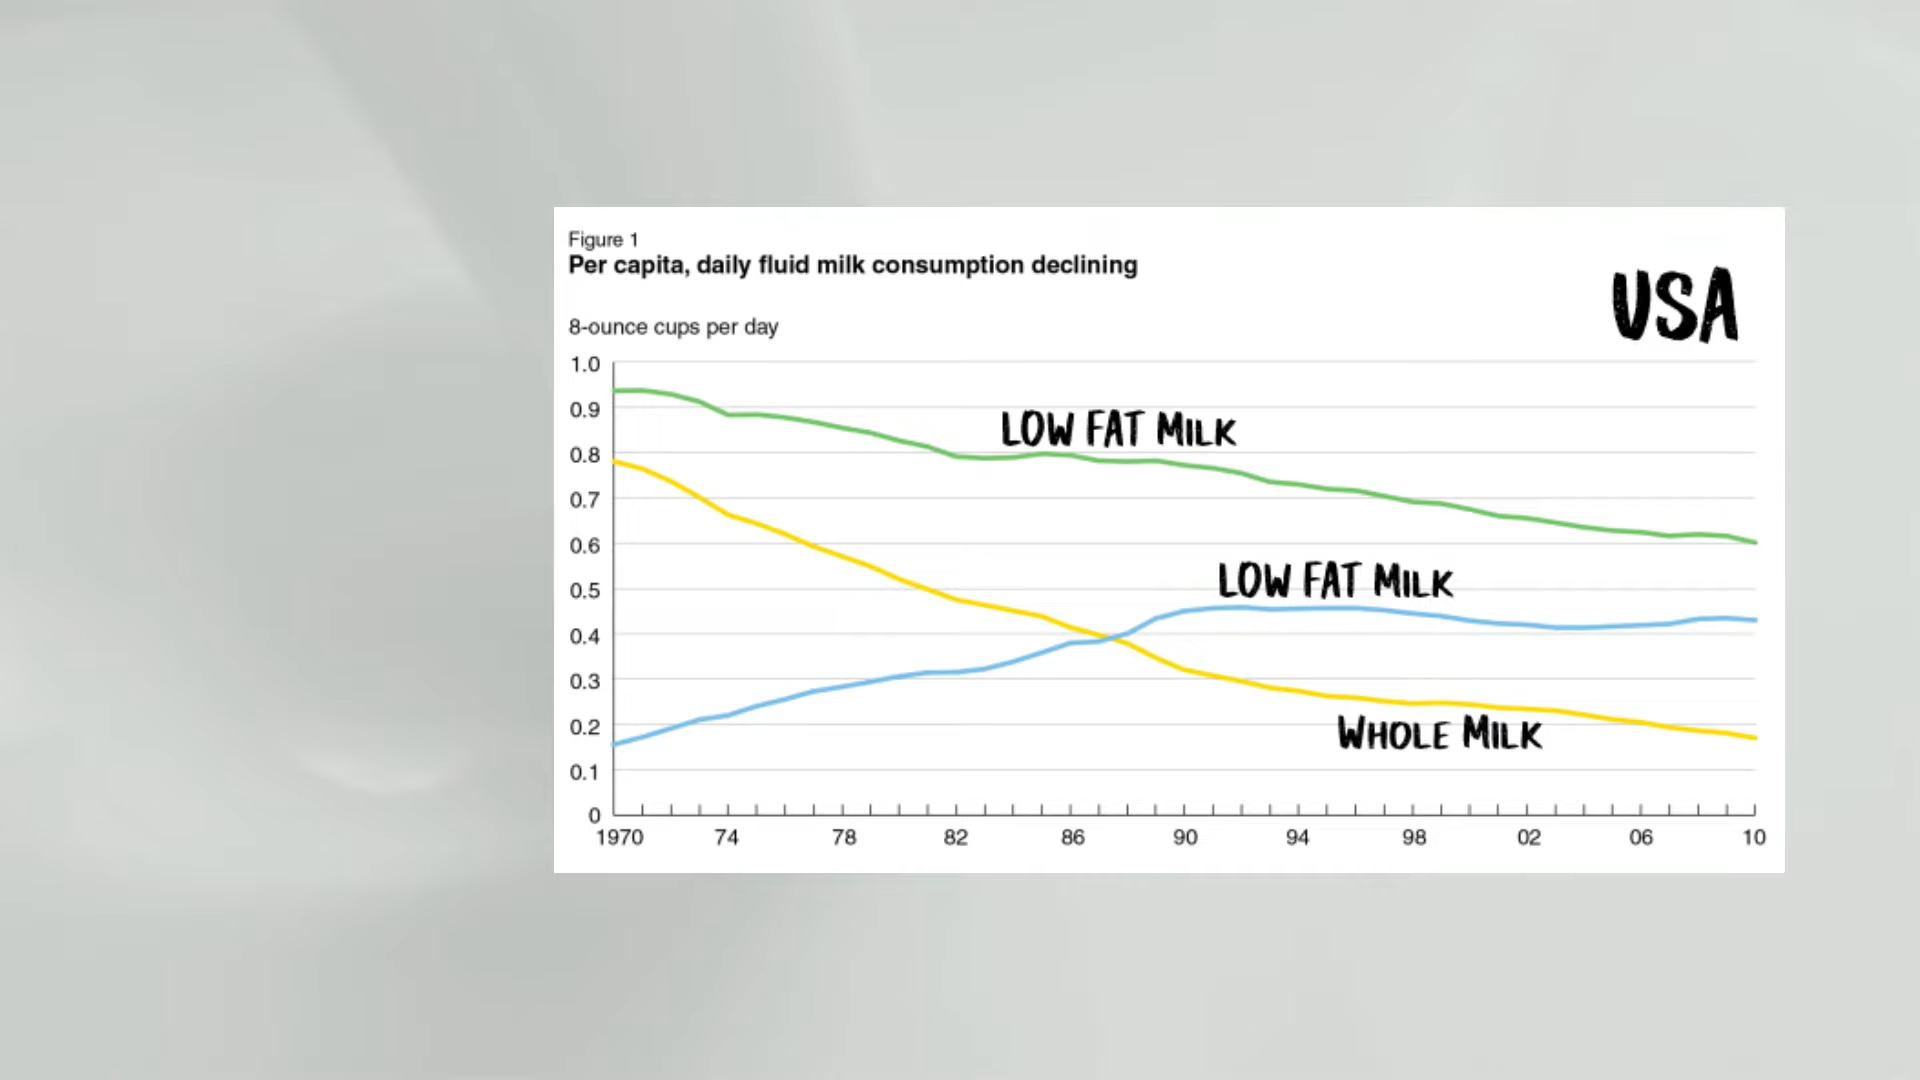 Figure 1
Per capita, daily fluid milk consumption declining
USA
8-ounce cups per day
1.0
0.9
LOW FAT MILK
0.8
0.7
0.6
LOW FAT MILK
0.5
0.4
0.3
0.2
WHOLE MILK
0.1
0
1970 74 78 82 86 90 94 98 02 06 10